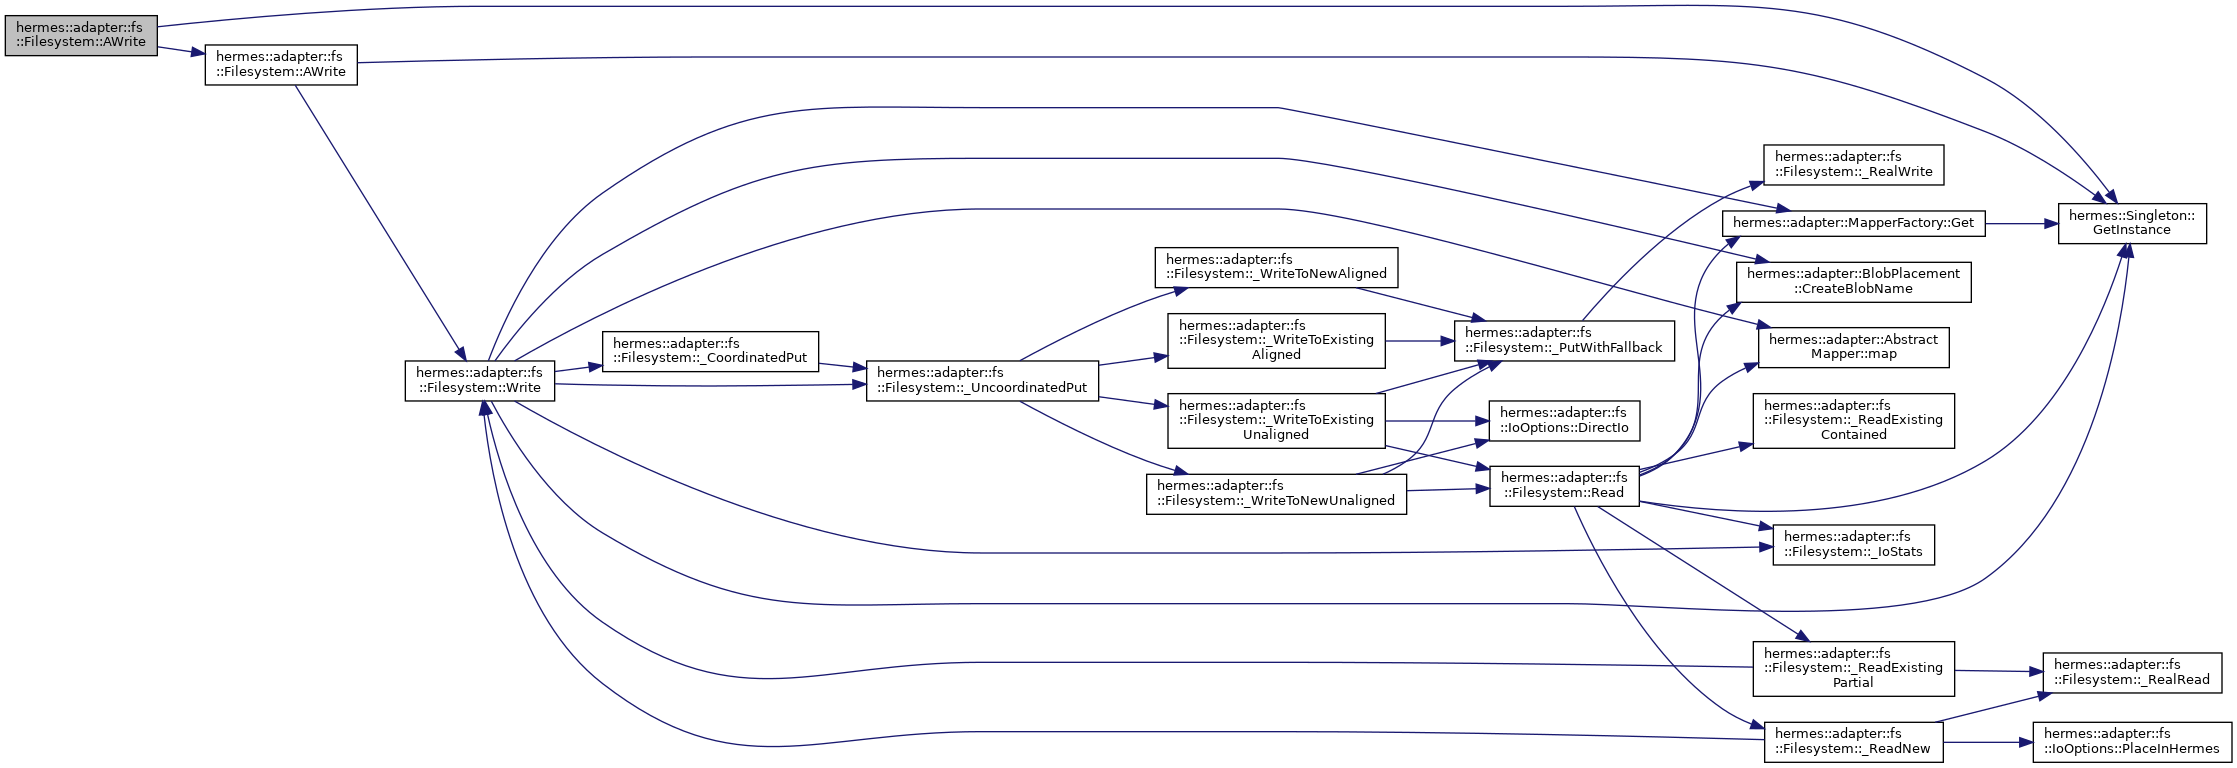 hermes::adapter::fs
::Filesystem::AWrite
hermes::adapter::fs
::Filesystem::AWrite
hermes::adapter::fs
::Filesystem::Write
hermes::adapter::fs
::Filesystem::_CoordinatedPut
hermes::adapter::fs
::Filesystem::_UncoordinatedPut
hermes::adapter::fs
::Filesystem::_WriteToNewAligned
hermes::adapter::fs
::Filesystem::_WriteToExisting
Aligned
hermes::adapter::fs
::Filesystem::_WriteToExisting
Unaligned
hermes::adapter::fs
::Filesystem::_WriteToNewUnaligned
hermes::adapter::fs
::Filesystem::_PutWithFallback
hermes::adapter::fs
::IoOptions::DirectIo
hermes::adapter::fs
::Filesystem::Read
hermes::adapter::fs
::Filesystem::_RealWrite
hermes::adapter::MapperFactory::Get
hermes::adapter::BlobPlacement
::CreateBlobName
hermes::adapter::Abstract
Mapper::map
hermes::adapter::fs
::Filesystem::_ReadExisting
Contained
hermes::adapter::fs
::Filesystem::_IoStats
hermes::adapter::fs
::Filesystem::_ReadExisting
Partial
hermes::adapter::fs
::Filesystem::_ReadNew
hermes::Singleton::
GetInstance
hermes::adapter::fs
::Filesystem::_RealRead
hermes::adapter::fs
::IoOptions::PlaceInHermes